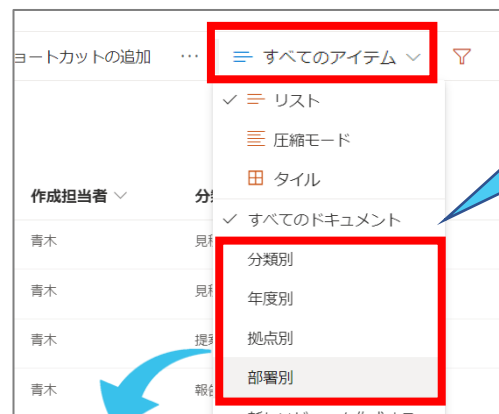 ョートカットの追加 ··· すべてのアイテム
リスト
圧縮モード
タイル
作成担当者 分
すべてのドキュメント
青木 見
分類別
青木 見
年度別
青木 提
拠点別
青木 報
部署別